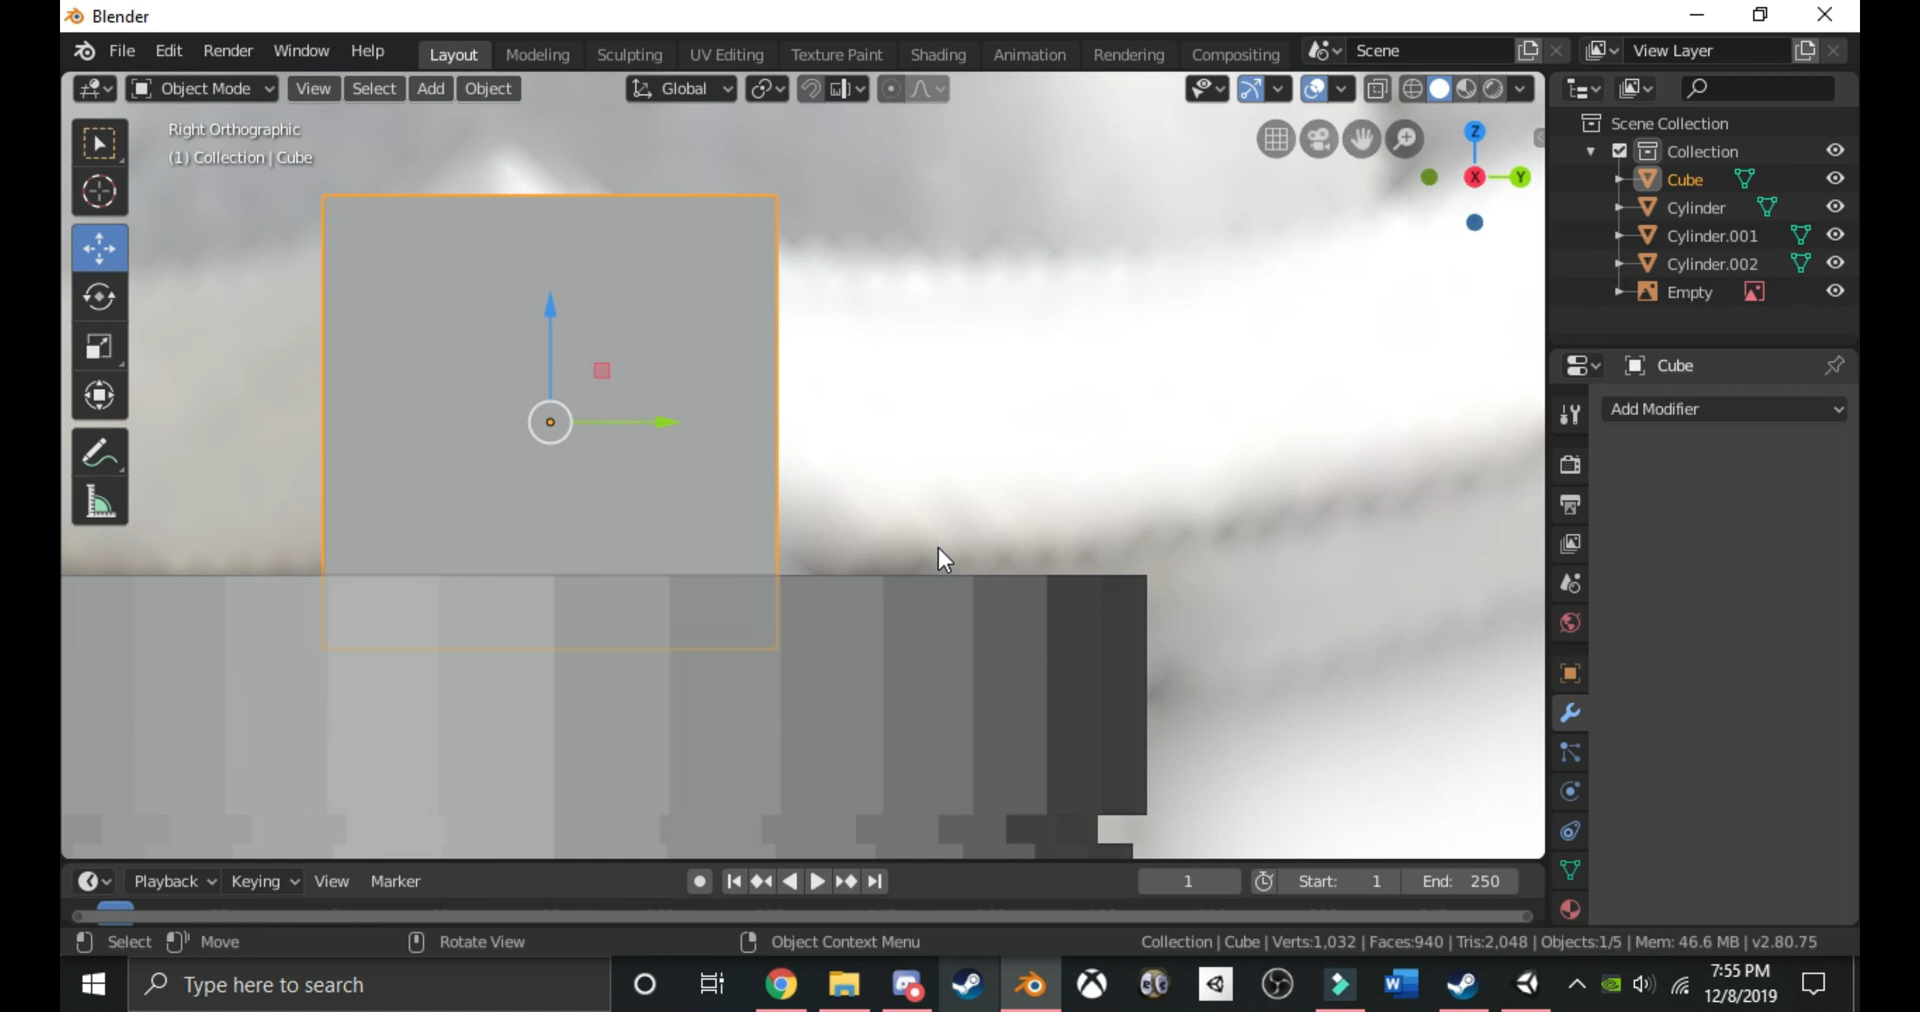 Blender
File Edit Render Window Help Layout Modeling Sculpting UV Editing Texture Paint Shading Animation Rendering Compositing Scene View Layer
Object Mode View Select Add Object Global
Right Orthographic
(1) Collection | Cube
Z
X
Y
Scene Collection
Collection
Cube
Cylinder
Cylinder.001
Cylinder.002
Empty
Cube
Add Modifier
Playback Keying View Marker 1 Start: 1 End: 250
Select Move Rotate View Object Context Menu Collection | Cube | Verts:1,032 | Faces:940 | Tris:2,048 | Objects:1/5 | Mem: 46.6 MB | v2.80.75
Type here to search
7:55 PM
12/8/2019